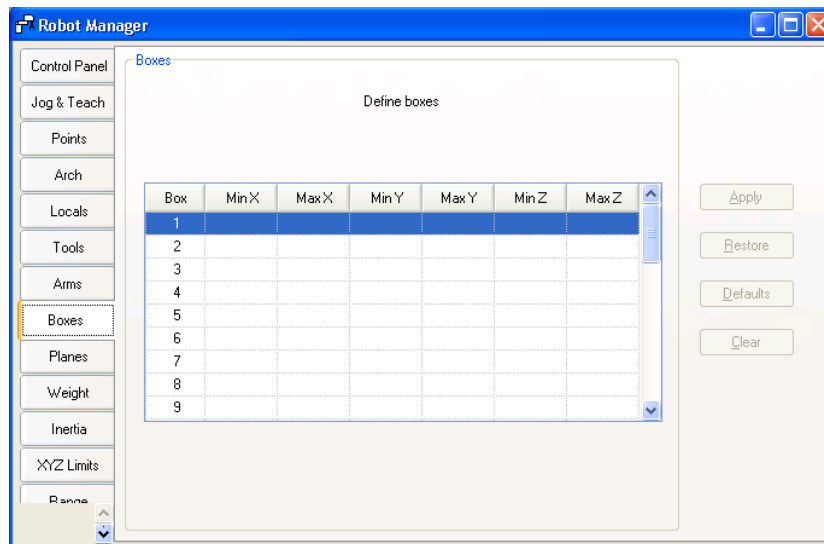 Robot Manager
Control Panel
Jog & Teach
Points
Arch
Locals
Tools
Arms
Boxes
Planes
Weight
Inertia
XYZ Limits
Range
Boxes
Define boxes
Box Min X Max X Min Y Max Y Min Z Max Z
1
2
3
4
5
6
7
8
9
Apply
Restore
Defaults
Clear